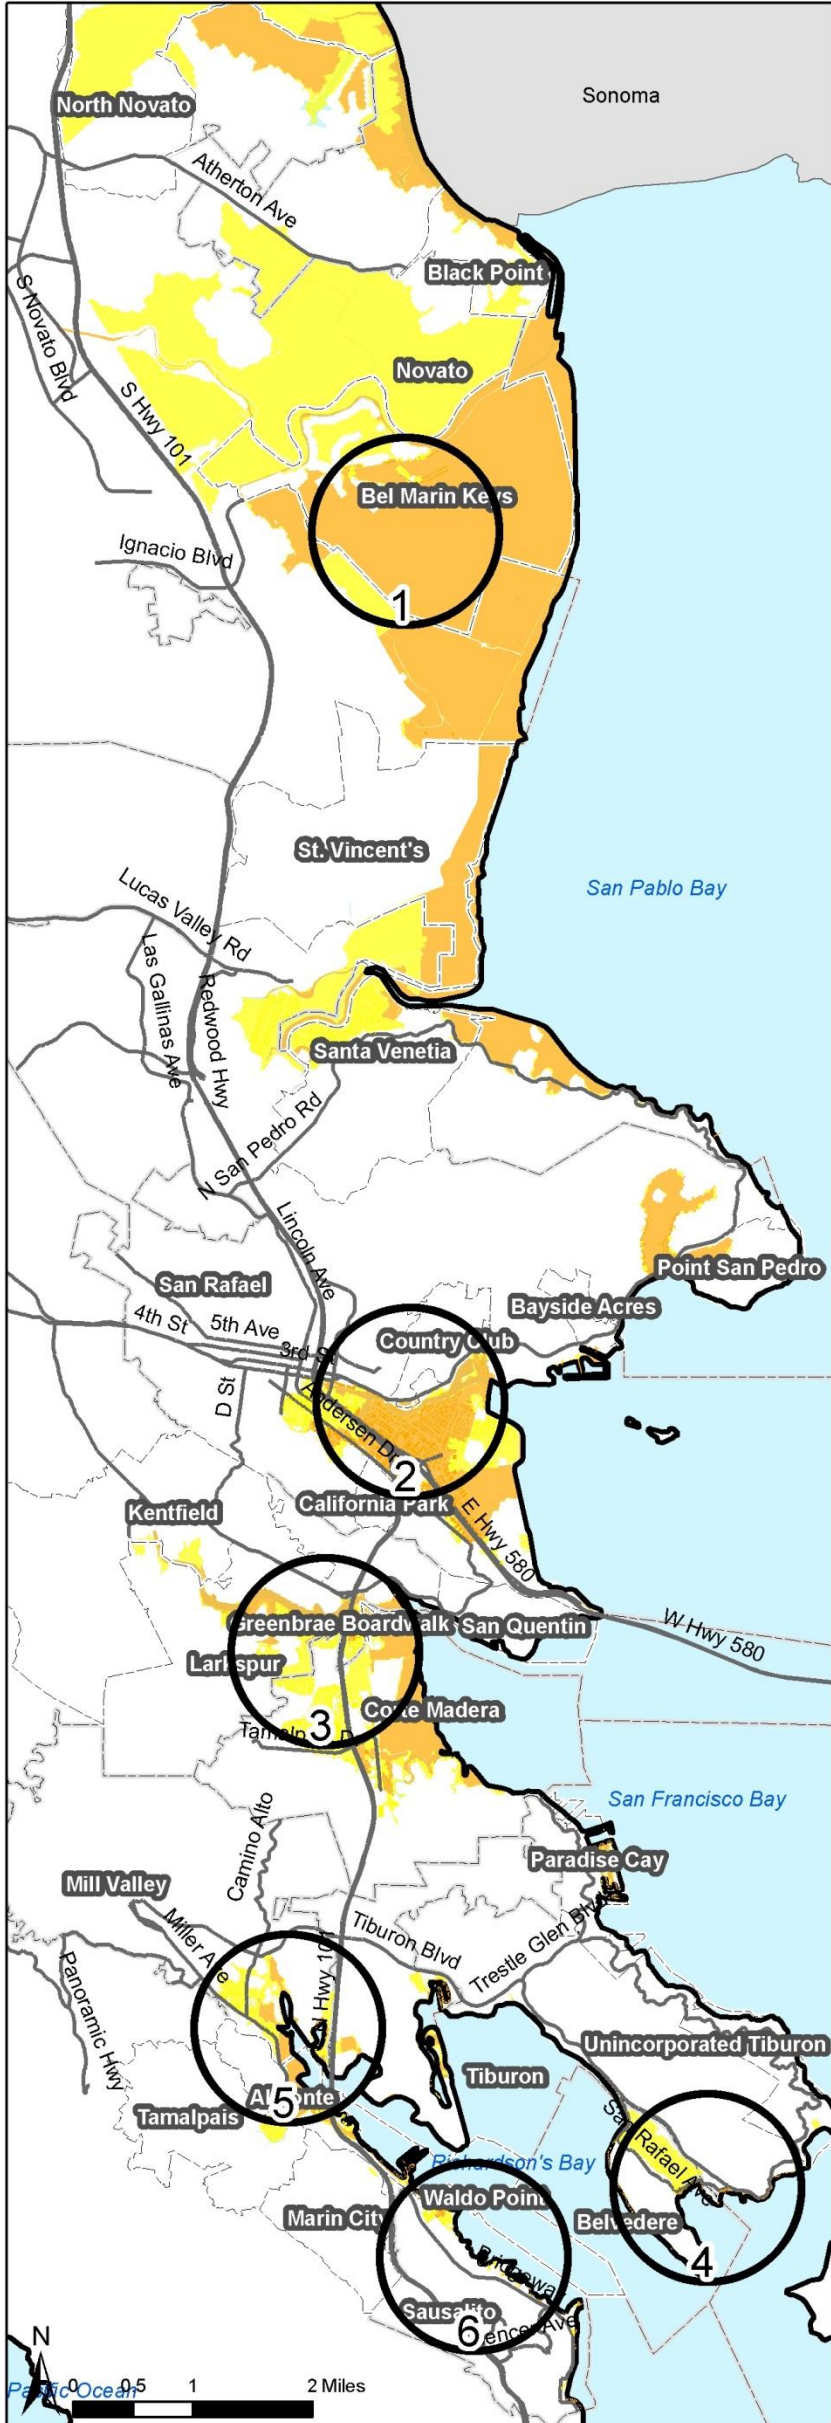 Sonoma
North Novato
Atherton Ave
Black Point
S Novato Blvd
Novato
S Hwy 101
Bel Marin Keys
Ignacio Blvd
1
St. Vincent's
San Pablo Bay
Lucas Valley Rd
Las Gallinas Ave
Redwood Hwy
Santa Venetia
N San Pedro Rd
Lincoln Ave
Point San Pedro
San Rafael
Bayside Acres
4th St
5th Ave
Country Club
3rd St
D St
Andersen Dr
2
California Park
Kentfield
E Hwy 580
Greenbrae Boardwalk
San Quentin
W Hwy 580
Larkspur
Corte Madera
3
San Francisco Bay
Camino Alto
Paradise Cay
Mill Valley
Miller Ave
Tiburon Blvd
Trestle Glen Blvd
Panoramic Hwy
Hwy 101
Unincorporated Tiburon
Tiburon
Almonte
5
Tamalpais
San Rafael Ave
Richardson's Bay
Waldo Point
Marin City
Belvedere
4
Bridgeway
Sausalito
6
Spencer Ave
N
Pacific Ocean
0 0.5 1 2 Miles